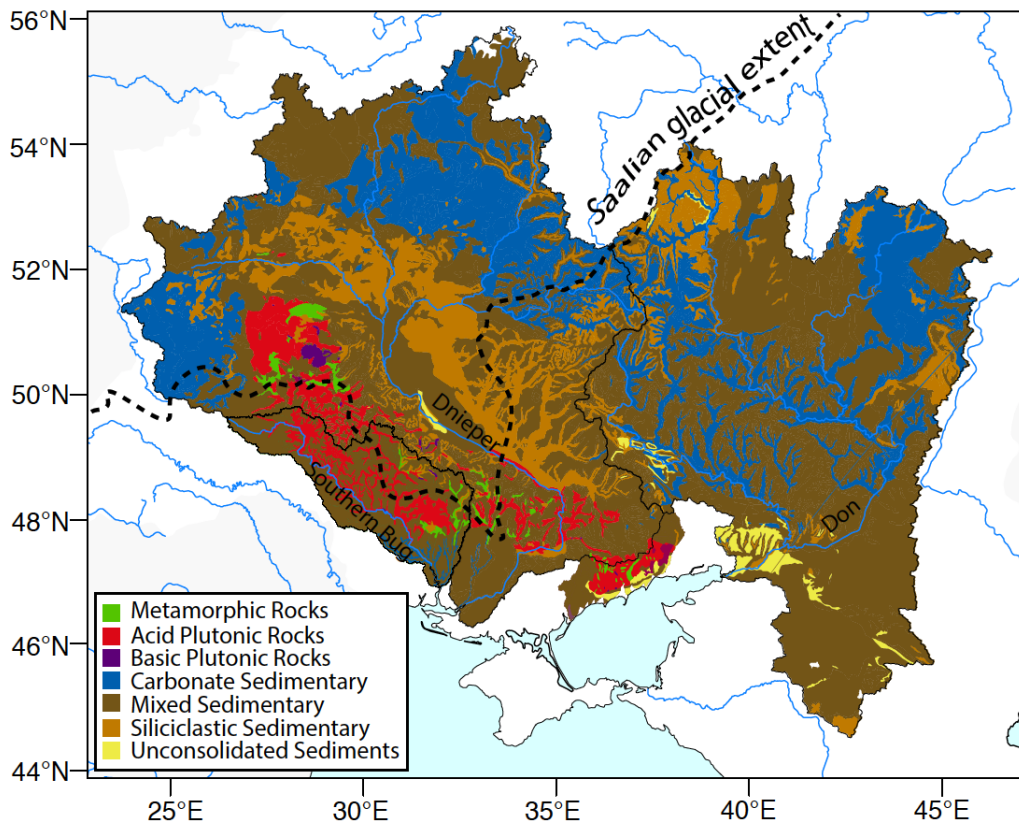 56°N
54°N
52°N
50°N
48°N
46°N
44°N
Saalian glacial extent
Dnieper
Southern Bug
Don
Metamorphic Rocks
Acid Plutonic Rocks
Basic Plutonic Rocks
Carbonate Sedimentary
Mixed Sedimentary
Siliciclastic Sedimentary
Unconsolidated Sediments
25°E
30°E
35°E
40°E
45°E